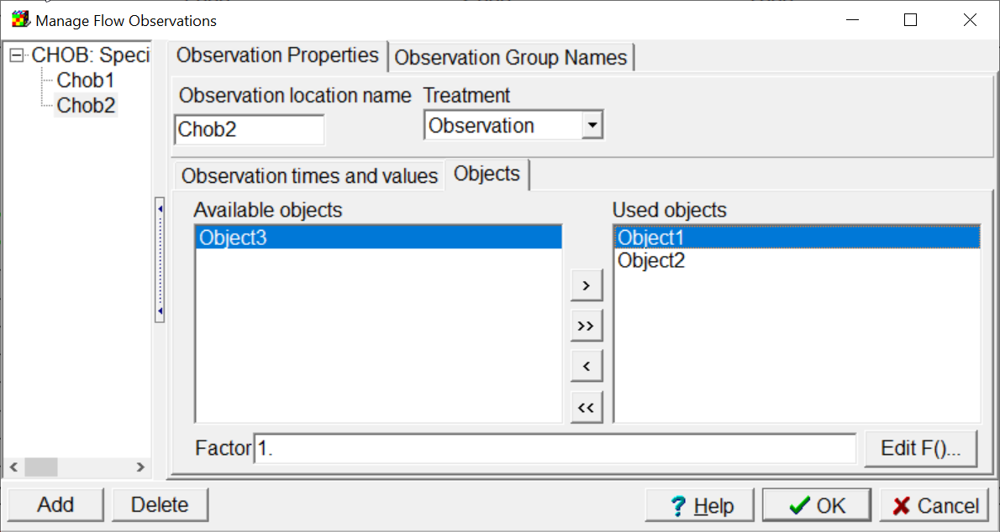 Manage Flow Observations
CHOB: Speci
Chob1
Chob2
Observation Properties
Observation Group Names
Observation location name
Treatment
Chob2
Observation
Observation times and values
Objects
Available objects
Used objects
Object3
Object1
Object2
>
>>
<
<<
Factor
1.
Edit F()...
Add
Delete
? Help
OK
Cancel